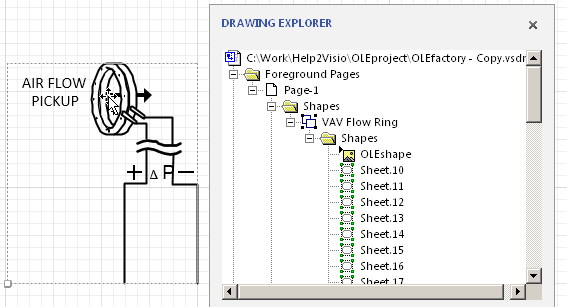 DRAWING EXPLORER
C:\Work\Help2Visio\OLEproject\OLEfactory - Copy.vsdr
Foreground Pages
Page-1
Shapes
VAV Flow Ring
Shapes
OLEshape
Sheet.10
Sheet.11
Sheet.12
Sheet.13
Sheet.14
Sheet.15
Sheet.16
Sheet.17
AIR FLOW
PICKUP
+ Δ P −